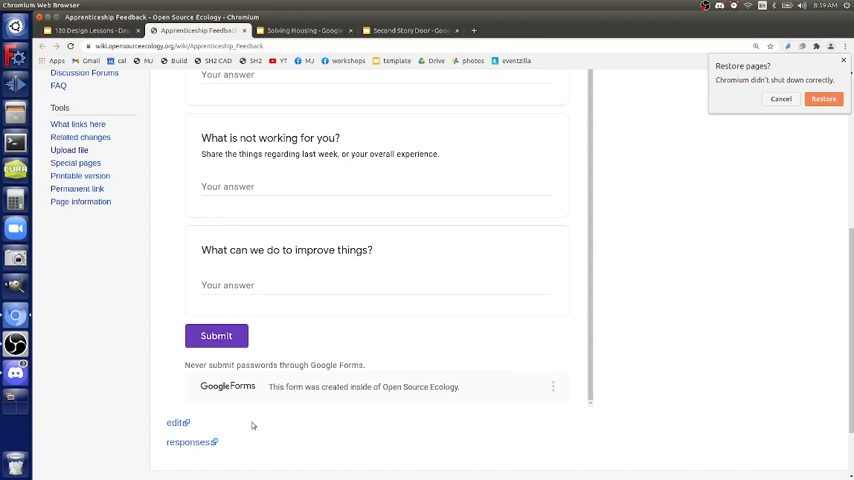 Chromium Web Browser
8:59 AM
Apprenticeship Feedback - Open Source Ecology - Chromium
120 Design Lessons - Day
Apprenticeship Feedback
Solving Housing - Google
Second Story Door - Goog
wiki.opensourceecology.org/wiki/Apprenticeship_Feedback
Apps
Gmail
cal
MJ
Build
SH2 CAD
SH2
YT
MJ
workshops
template
Drive
photos
eventzilla
Restore pages?
Chromium didn't shut down correctly.
Cancel
Restore
Discussion Forums
FAQ
Tools
What links here
Related changes
Upload file
Special pages
Printable version
Permanent link
Page information
Your answer
What is not working for you?
Share the things regarding last week, or your overall experience.
Your answer
What can we do to improve things?
Your answer
Submit
Never submit passwords through Google Forms.
Google Forms
This form was created inside of Open Source Ecology.
edit
responses